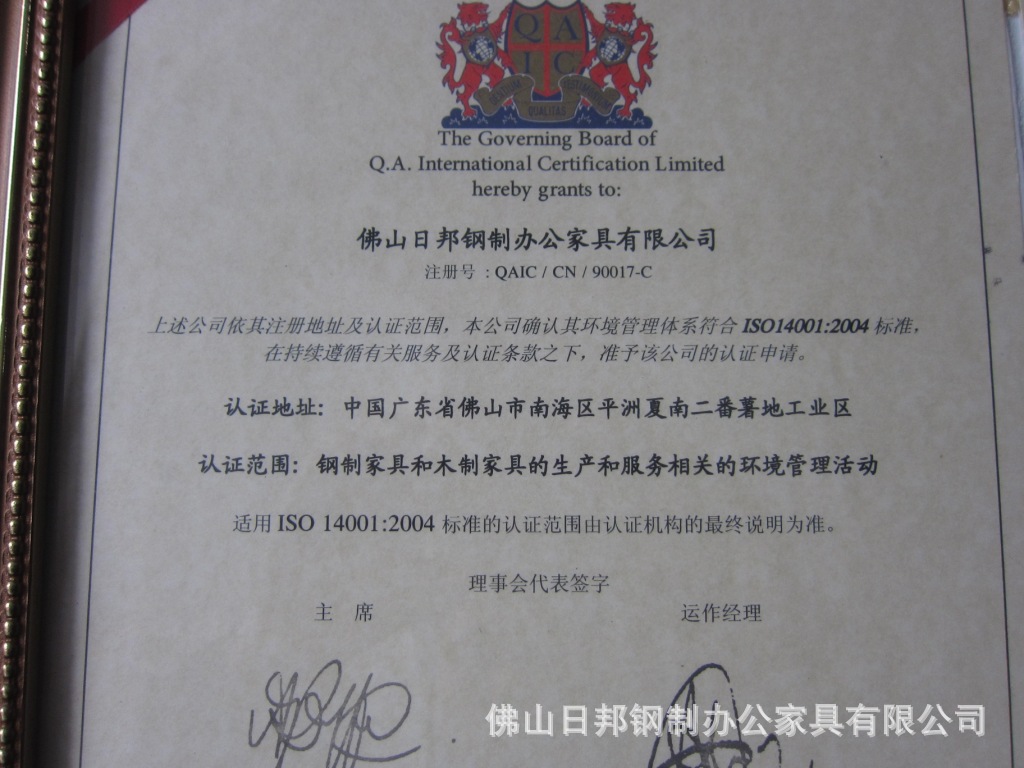 QA
IC
QUALITAS
The Governing Board of
Q.A. International Certification Limited
hereby grants to:
佛山日邦钢制办公家具有限公司
注册号 : QAIC / CN / 90017-C
上述公司依其注册地址及认证范围，本公司确认其环境管理体系符合 ISO14001:2004 标准，
在持续遵循有关服务及认证条款之下，准予该公司的认证申请。
认证地址: 中国广东省佛山市南海区平洲夏南二番薯地工业区
认证范围: 钢制家具和木制家具的生产和服务相关的环境管理活动
适用 ISO 14001:2004 标准的认证范围由认证机构的最终说明为准。
理事会代表签字
主 席 运作经理
佛山日邦钢制办公家具有限公司